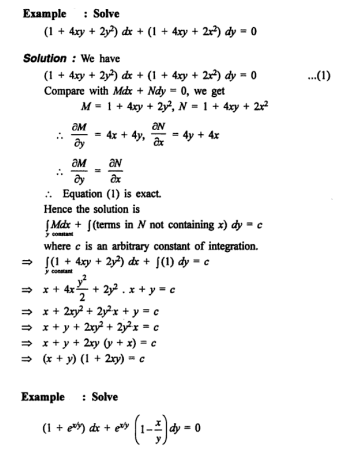 Example : Solve
(1 + 4xy + 2y²) dx + (1 + 4xy + 2x²) dy = 0
Solution : We have
(1 + 4xy + 2y²) dx + (1 + 4xy + 2x²) dy = 0 ...(1)
Compare with Mdx + Ndy = 0, we get
M = 1 + 4xy + 2y², N = 1 + 4xy + 2x²
∴ ∂M/∂y = 4x + 4y, ∂N/∂x = 4y + 4x
∴ ∂M/∂y = ∂N/∂x
∴ Equation (1) is exact.
Hence the solution is
∫Mdx + ∫(terms in N not containing x) dy = c
y constant
where c is an arbitrary constant of integration.
⇒ ∫(1 + 4xy + 2y²) dx + ∫(1) dy = c
y constant
⇒ x + 4x y²/2 + 2y² . x + y = c
⇒ x + 2xy² + 2y²x + y = c
⇒ x + y + 2xy² + 2y²x = c
⇒ x + y + 2xy (y + x) = c
⇒ (x + y) (1 + 2xy) = c
Example : Solve
(1 + e^(x/y)) dx + e^(x/y) (1 − x/y) dy = 0